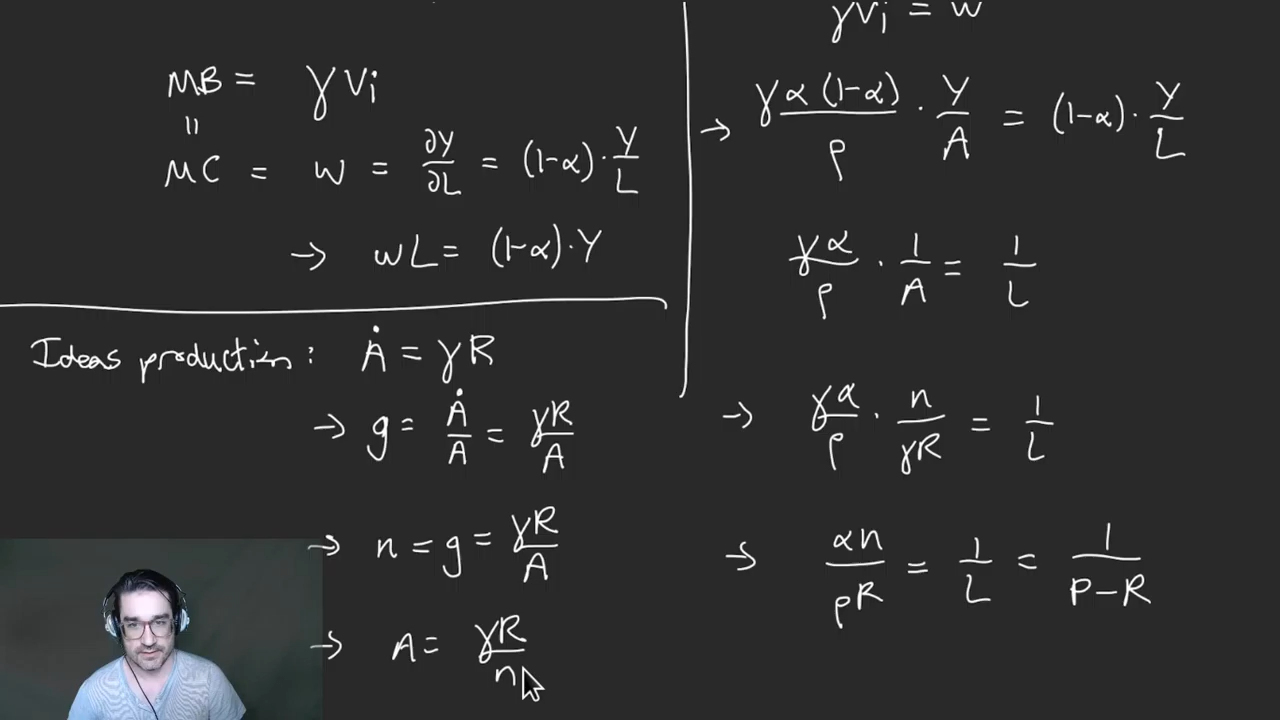 MB = γVi
=
MC = w = ∂Y/∂L = (1-α)·Y/L
→ wL = (1-α)·Y
Ideas production: Ȧ = γR
→ g = Ȧ/A = γR/A
→ n = g = γR/A
→ A = γR/n
γVi = w
→ γα(1-α)/ρ · Y/A = (1-α)·Y/L
γα/ρ · 1/A = 1/L
→ γα/ρ · n/γR = 1/L
→ αn/ρR = 1/L = 1/P-R